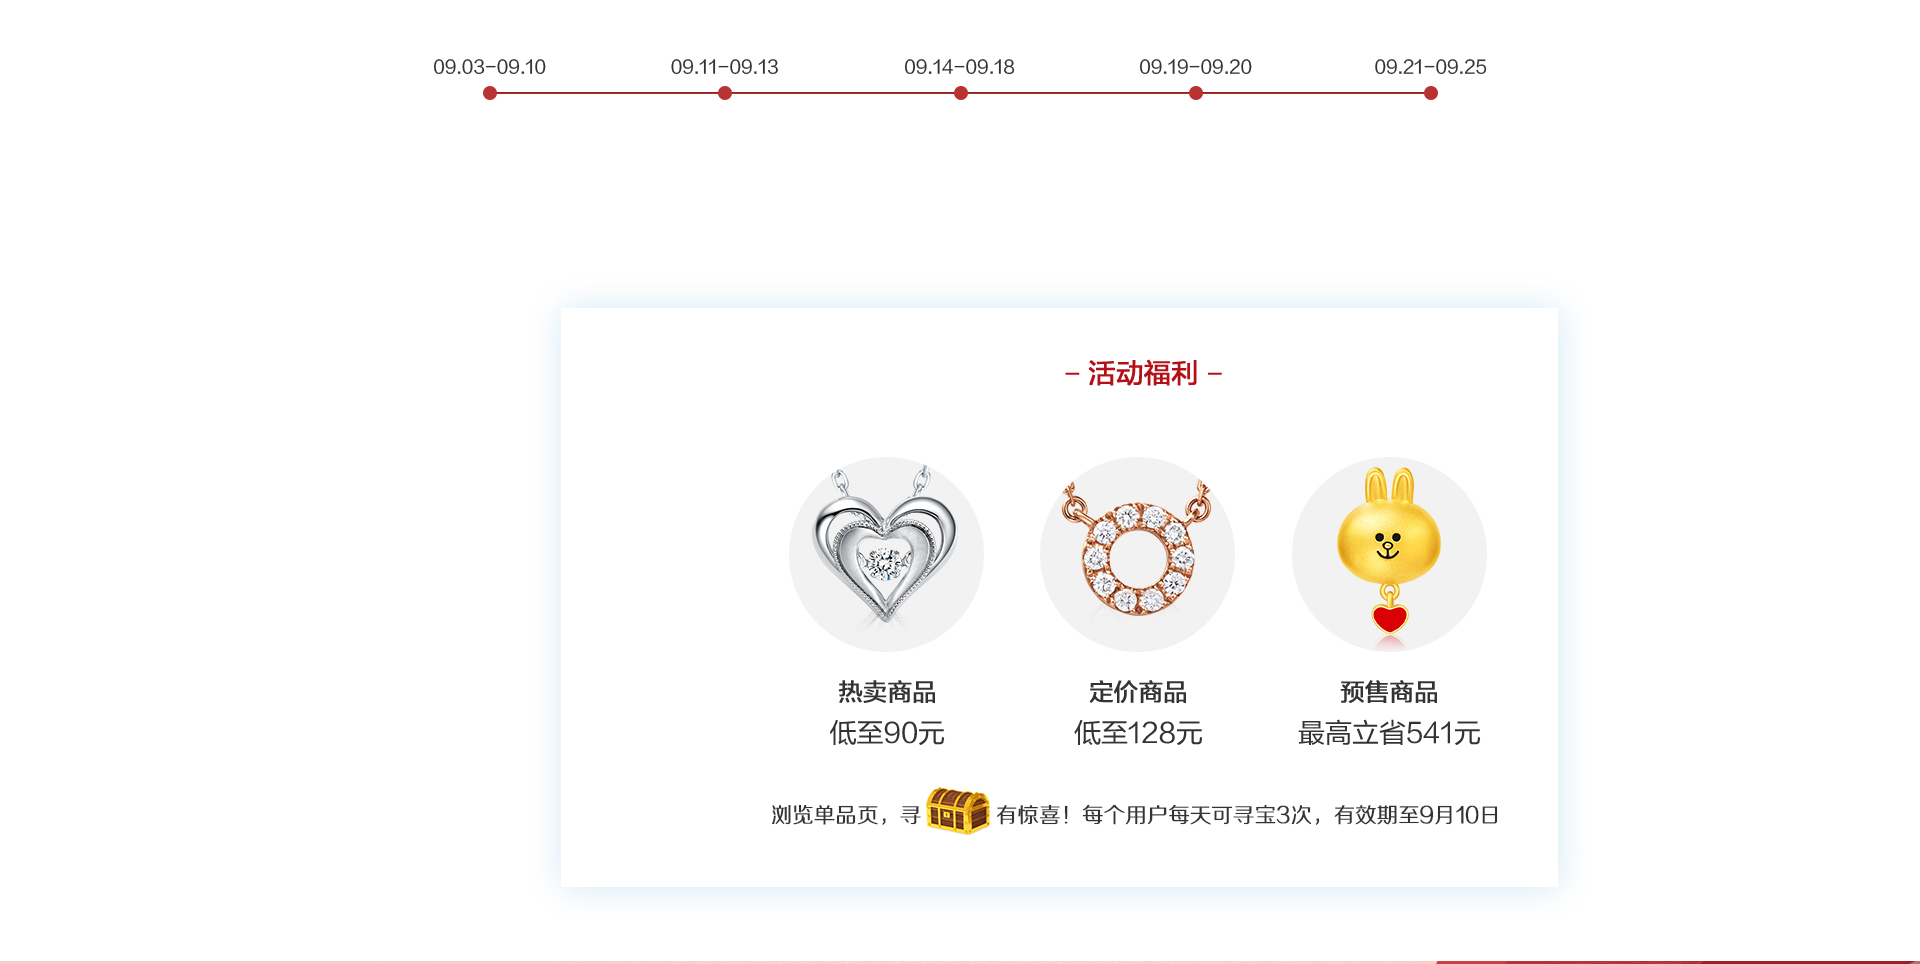 09.03-09.10 09.11-09.13 09.14-09.18 09.19-09.20 09.21-09.25
- 活动福利 -
热卖商品 定价商品 预售商品
低至90元 低至128元 最高立省541元
浏览单品页，寻 有惊喜！每个用户每天可寻宝3次，有效期至9月10日